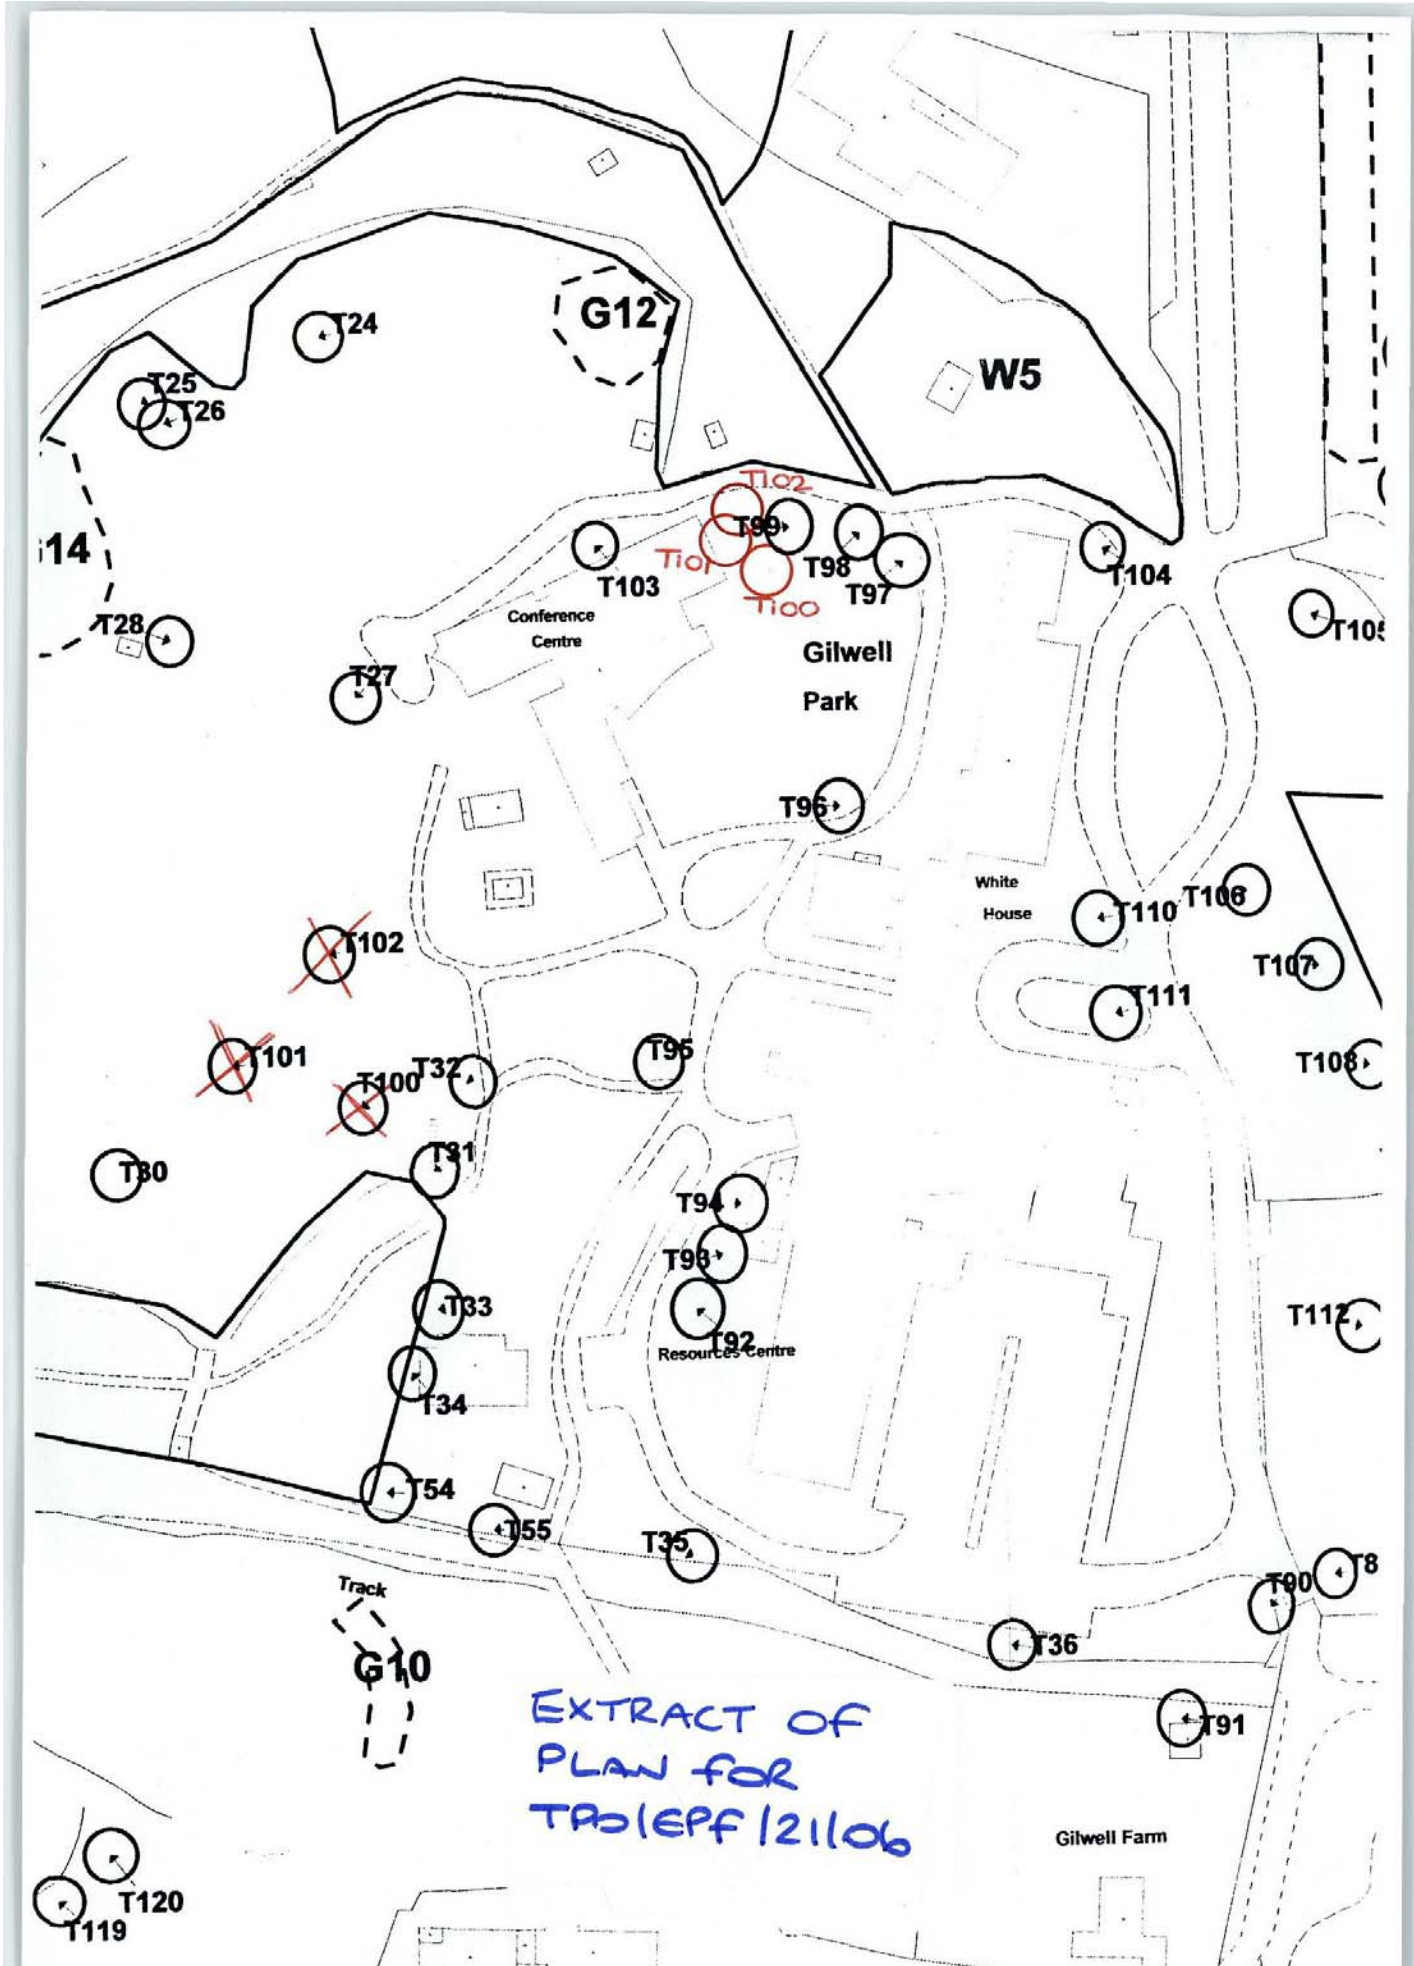 G12
T24
W5
T25
T26
T102
T99
14
T101
T98
T103
T97
T100
T104
T105
T28
Conference
Centre
Gilwell
Park
T27
T96
White
House
T110
T106
T102
T107
T111
T101
T95
T32
T108
T100
T31
T30
T94
T93
T33
T112
T92
Resources Centre
T34
T54
T55
T35
T8
T90
Track
T36
G10
EXTRACT OF
PLAN FOR
TPO/EPF/21/06
T91
Gilwell Farm
T120
T119